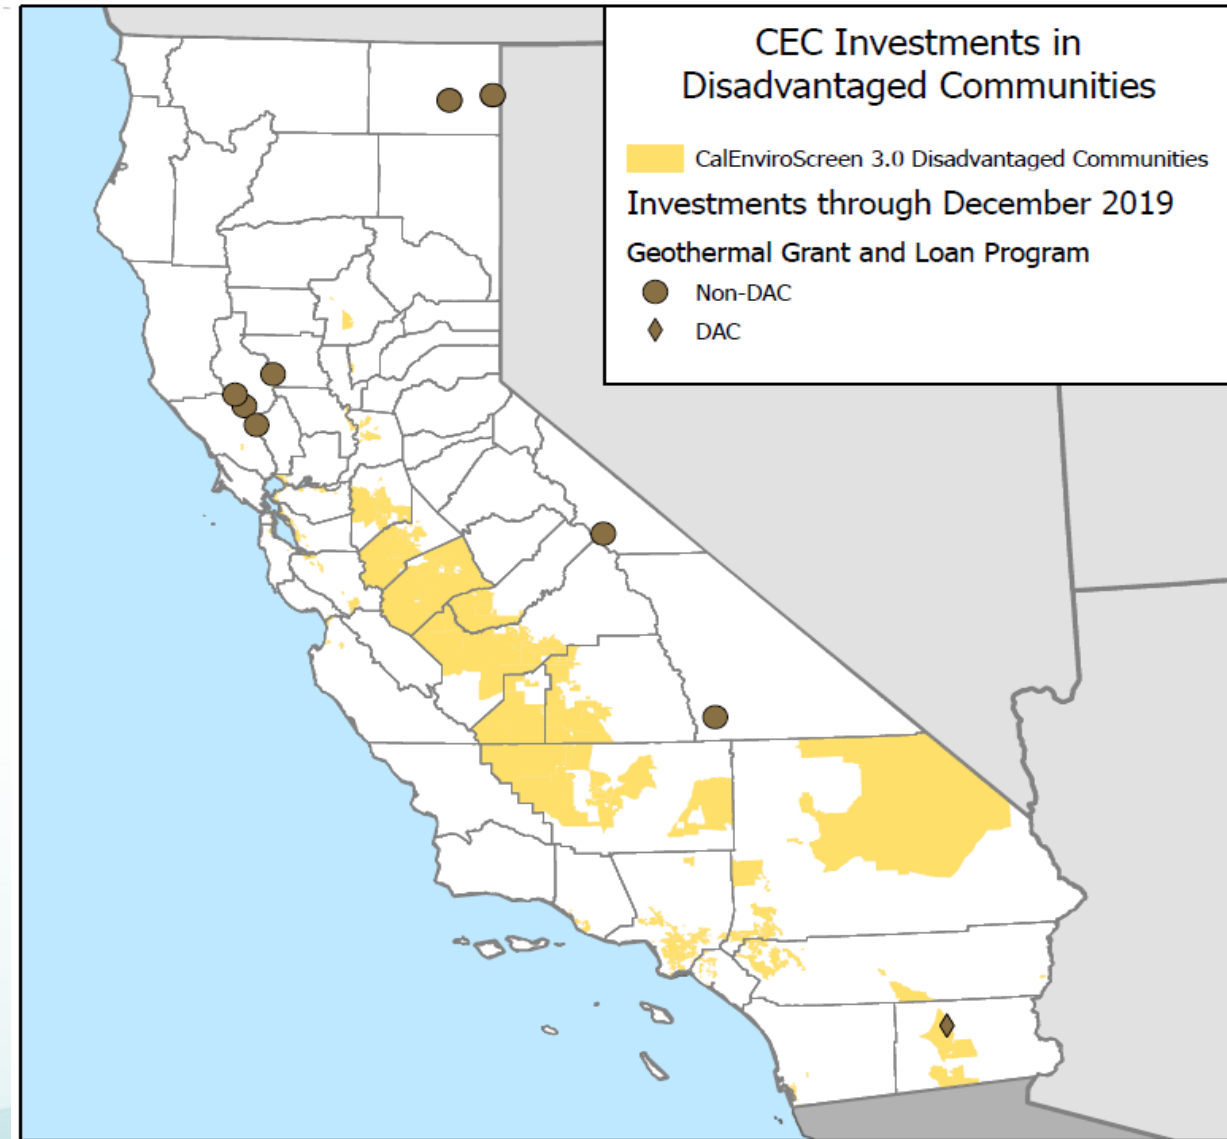 CEC Investments in
Disadvantaged Communities
CalEnviroScreen 3.0 Disadvantaged Communities
Investments through December 2019
Geothermal Grant and Loan Program
Non-DAC
DAC